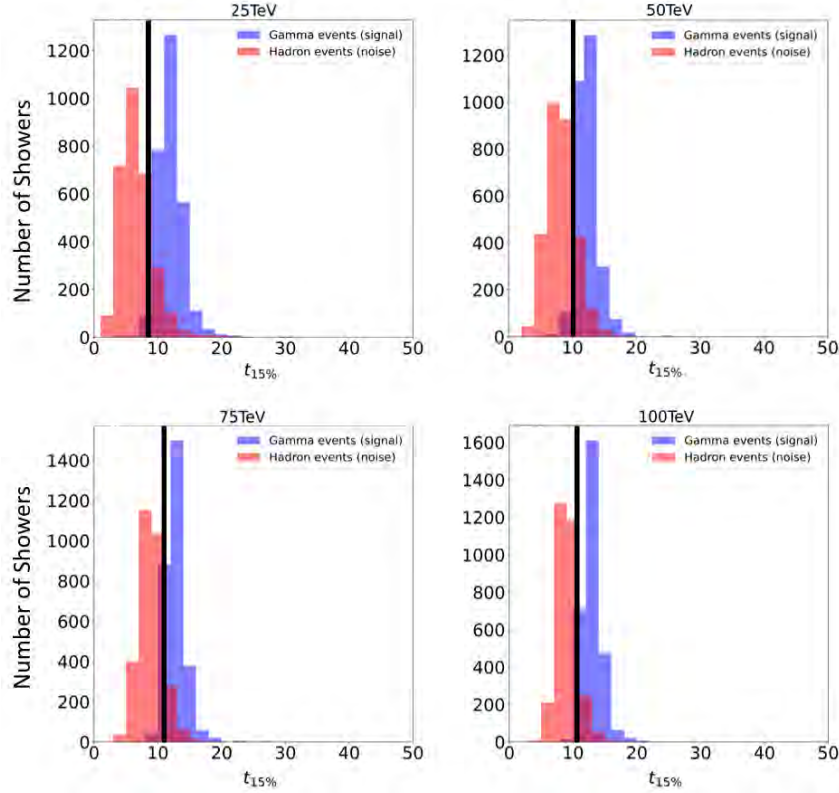 25TeV
Gamma events (signal)
Hadron events (noise)
Number of Showers
1200
1000
800
600
400
200
0
0 10 20 30 40 50
t15%
50TeV
Gamma events (signal)
Hadron events (noise)
1200
1000
800
600
400
200
0
0 10 20 30 40 50
t15%
75TeV
Gamma events (signal)
Hadron events (noise)
Number of Showers
1400
1200
1000
800
600
400
200
0
0 10 20 30 40 50
t15%
100TeV
Gamma events (signal)
Hadron events (noise)
1600
1400
1200
1000
800
600
400
200
0
0 10 20 30 40 50
t15%